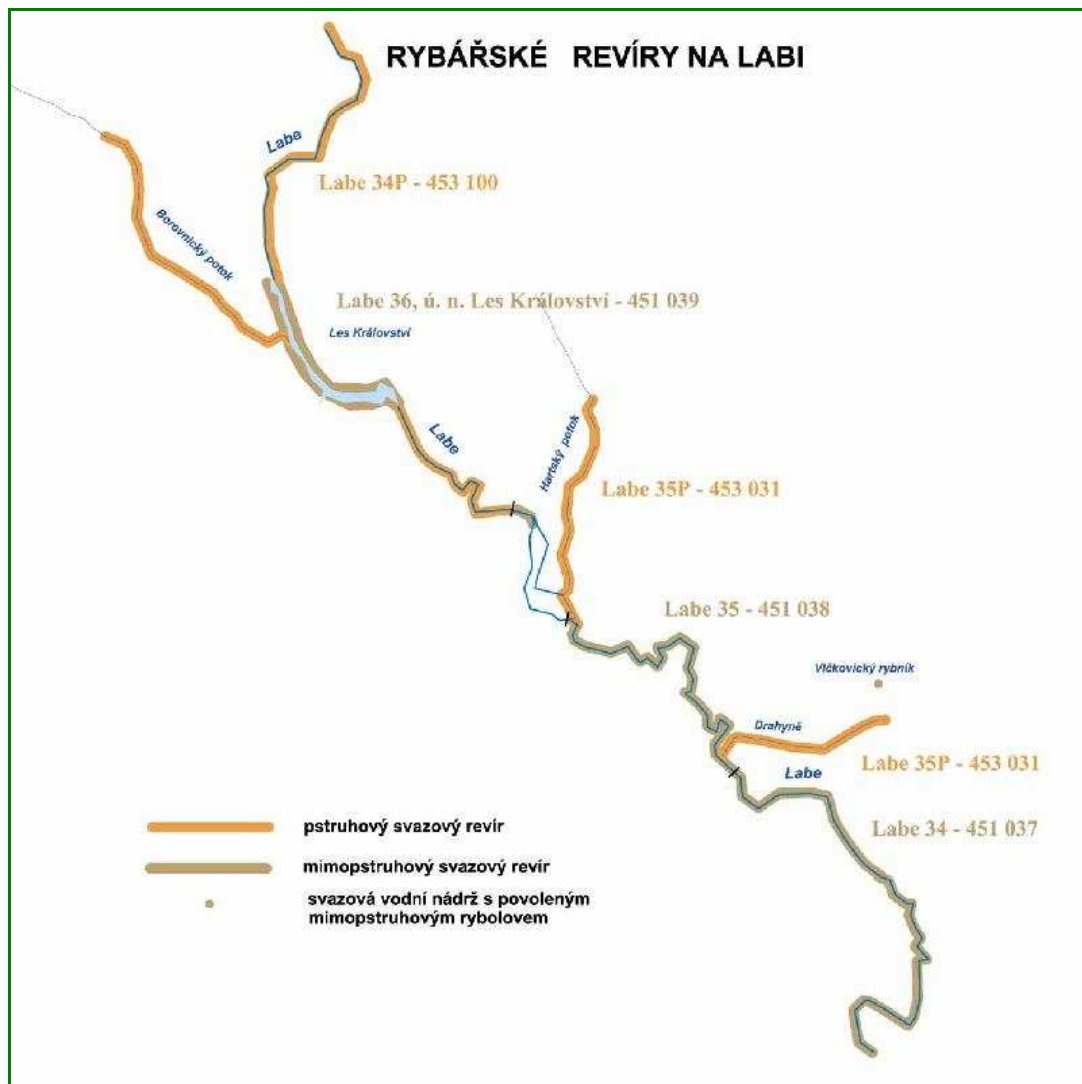 RYBÁŘSKÉ REVÍRY NA LABI
Labe
Labe 34P - 453 100
Borovnický potok
Labe 36, ú. n. Les Království - 451 039
Les Království
Labe
Hartský potok
Labe 35P - 453 031
Labe 35 - 451 038
Vlčkovický rybník
Drahyně
Labe 35P - 453 031
Labe
Labe 34 - 451 037
pstruhový svazový revír
mimopstruhový svazový revír
svazová vodní nádrž s povoleným
mimopstruhovým rybolovem